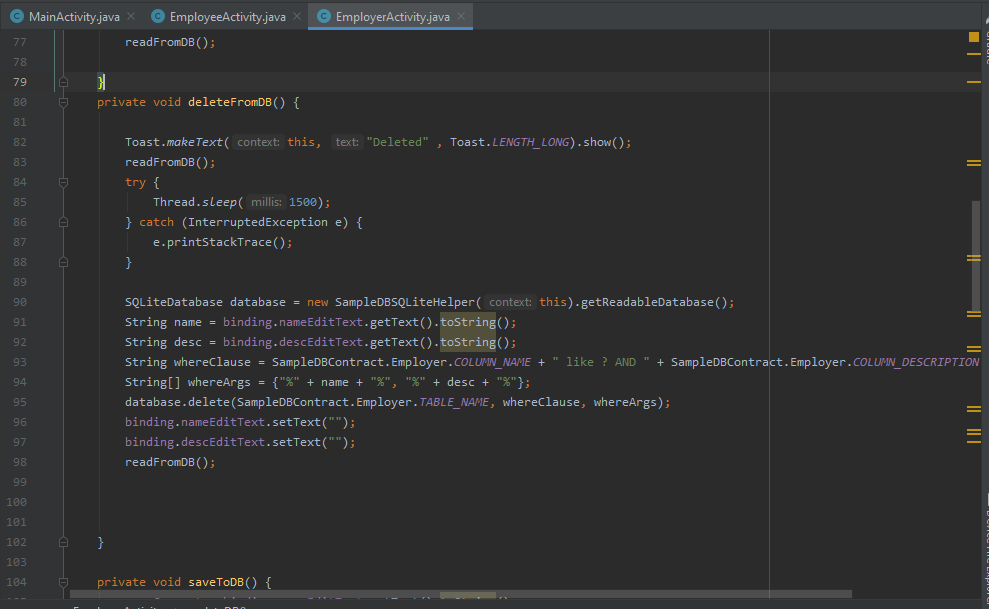 MainActivity.java EmployeeActivity.java EmployerActivity.java
77 readFromDB();
78
79 }
80 private void deleteFromDB() {
81
82 Toast.makeText( context: this, text: "Deleted" , Toast.LENGTH_LONG).show();
83 readFromDB();
84 try {
85 Thread.sleep( millis: 1500);
86 } catch (InterruptedException e) {
87 e.printStackTrace();
88 }
89
90 SQLiteDatabase database = new SampleDBSQLiteHelper( context: this).getReadableDatabase();
91 String name = binding.nameEditText.getText().toString();
92 String desc = binding.descEditText.getText().toString();
93 String whereClause = SampleDBContract.Employer.COLUMN_NAME + " like ? AND " + SampleDBContract.Employer.COLUMN_DESCRIPTION
94 String[] whereArgs = {"%" + name + "%", "%" + desc + "%"};
95 database.delete(SampleDBContract.Employer.TABLE_NAME, whereClause, whereArgs);
96 binding.nameEditText.setText("");
97 binding.descEditText.setText("");
98 readFromDB();
99
100
101
102 }
103
104 private void saveToDB() {